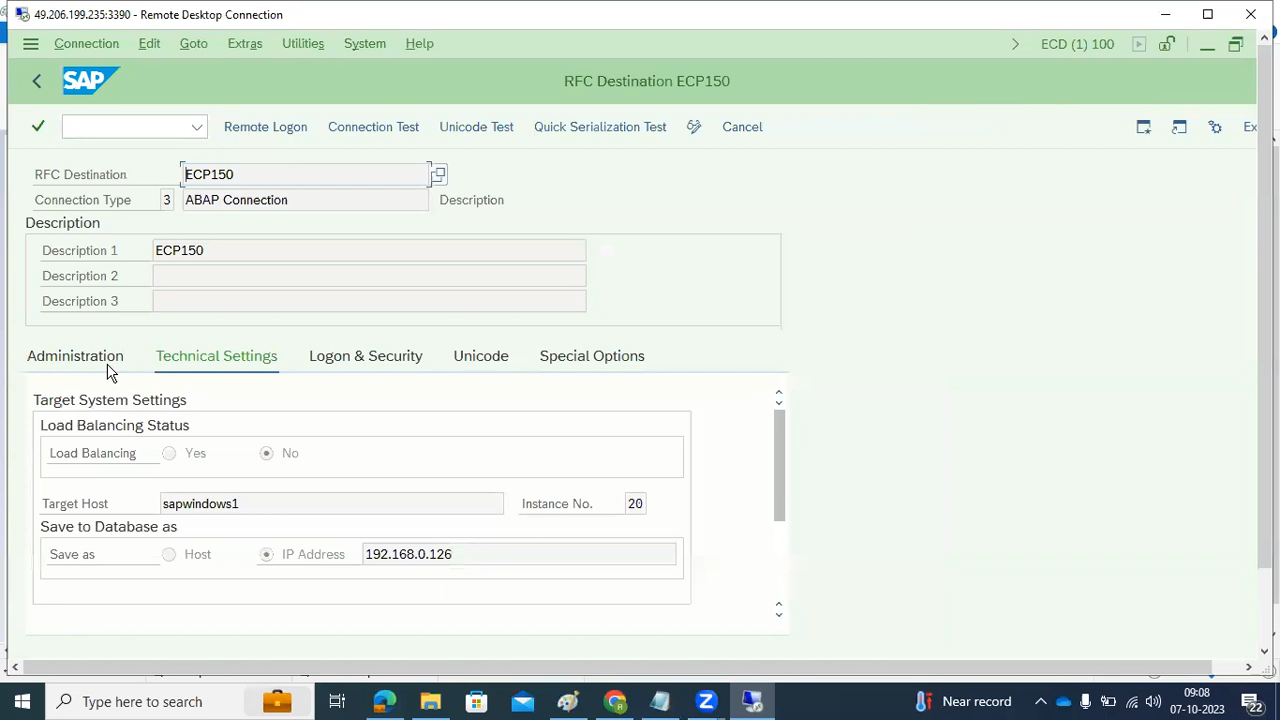 49.206.199.235:3390 - Remote Desktop Connection
Connection Edit Goto Extras Utilities System Help ECD (1) 100
SAP RFC Destination ECP150
Remote Logon Connection Test Unicode Test Quick Serialization Test Cancel Ex
RFC Destination ECP150
Connection Type 3 ABAP Connection Description
Description
Description 1 ECP150
Description 2
Description 3
Administration Technical Settings Logon & Security Unicode Special Options
Target System Settings
Load Balancing Status
Load Balancing Yes No
Target Host sapwindows1 Instance No. 20
Save to Database as
Save as Host IP Address 192.168.0.126
Type here to search Near record 09:08
07-10-2023 22